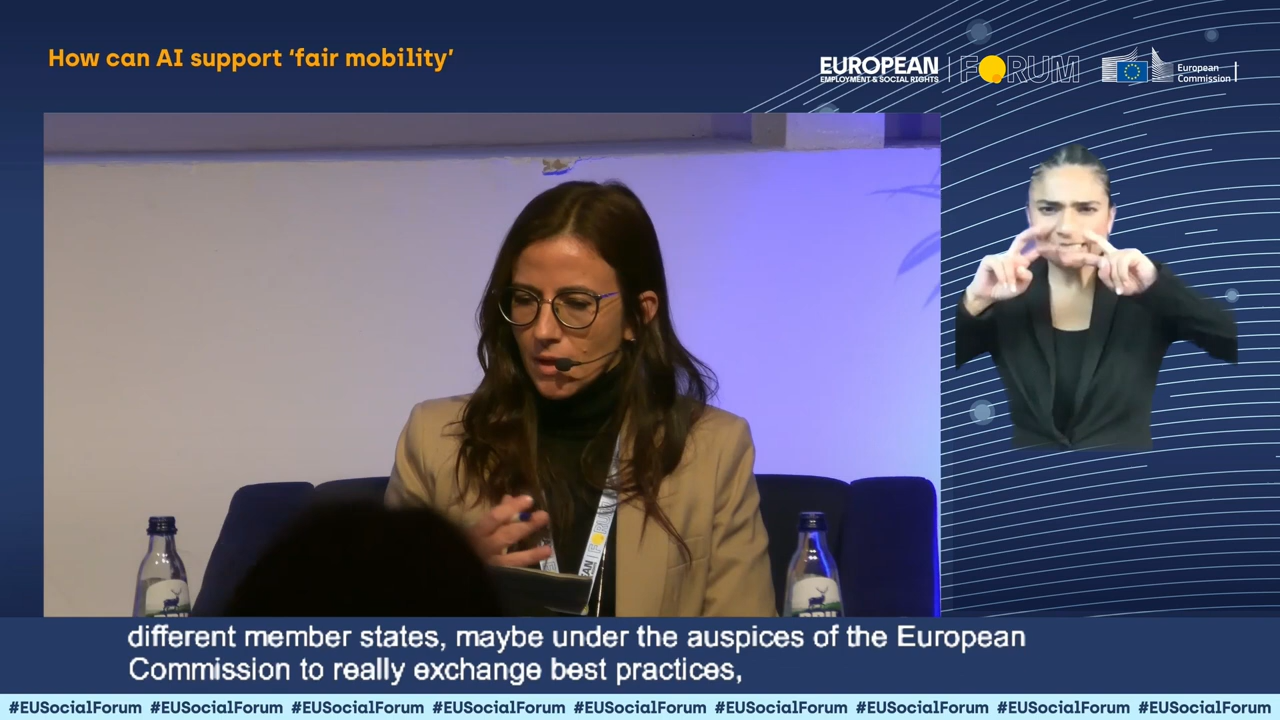 How can AI support ‘fair mobility’
EUROPEAN
EMPLOYMENT & SOCIAL RIGHTS
FORUM
European
Commission
different member states, maybe under the auspices of the European
Commission to really exchange best practices,
#EUSocialForum #EUSocialForum #EUSocialForum #EUSocialForum #EUSocialForum #EUSocialForum #EUSocialForum #EUSocialForum #EUSocialForum